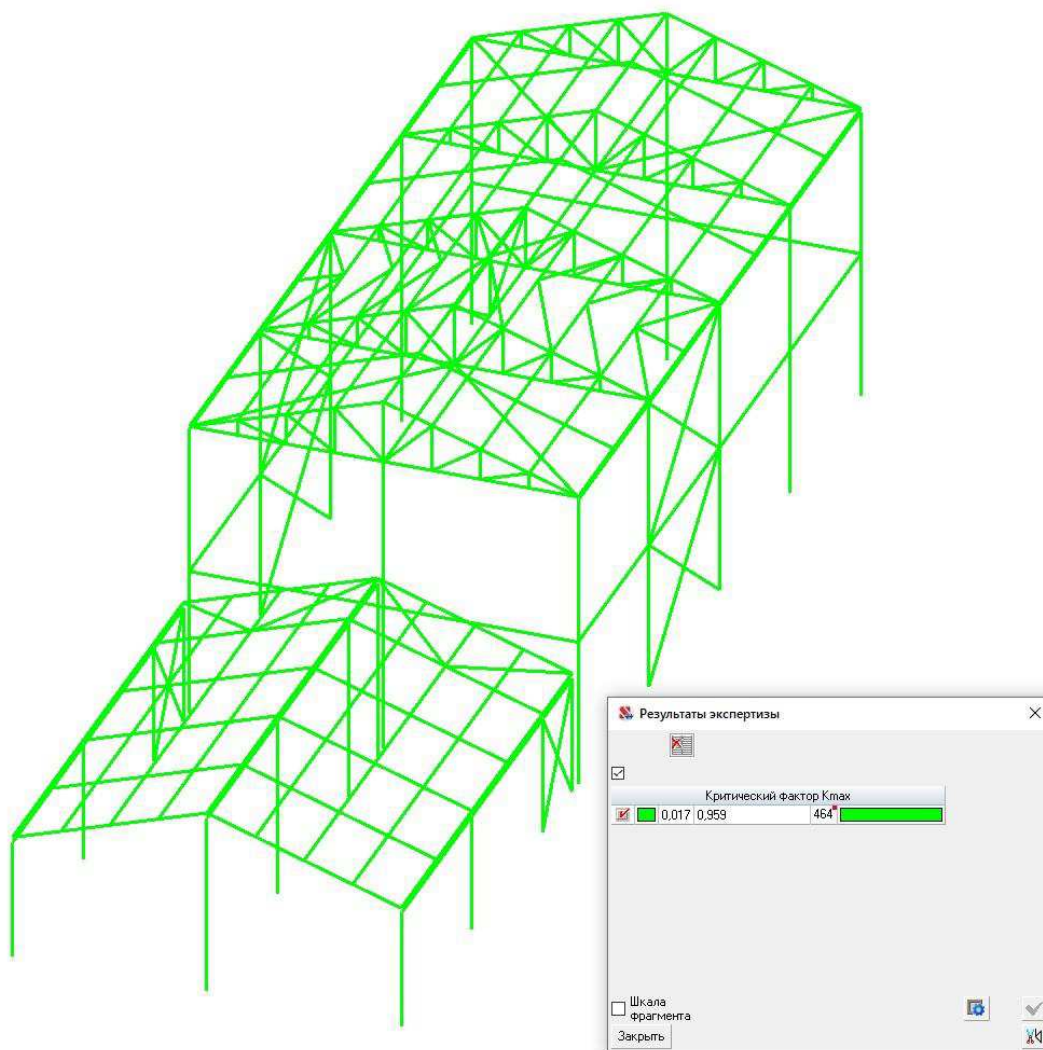 Результаты экспертизы
Критический фактор Kmax
0,017 0,959 464
Шкала
фрагмента
Закрыть